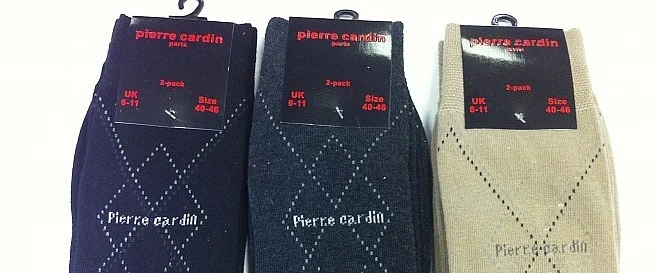 pierre cardin
paris
2-pack
UK Size
6-11 40-46
Pierre cardin
pierre cardin
paris
2-pack
UK Size
6-11 40-46
Pierre cardin
pierre cardin
paris
2-pack
UK Size
6-11 40-46
Pierre cardin